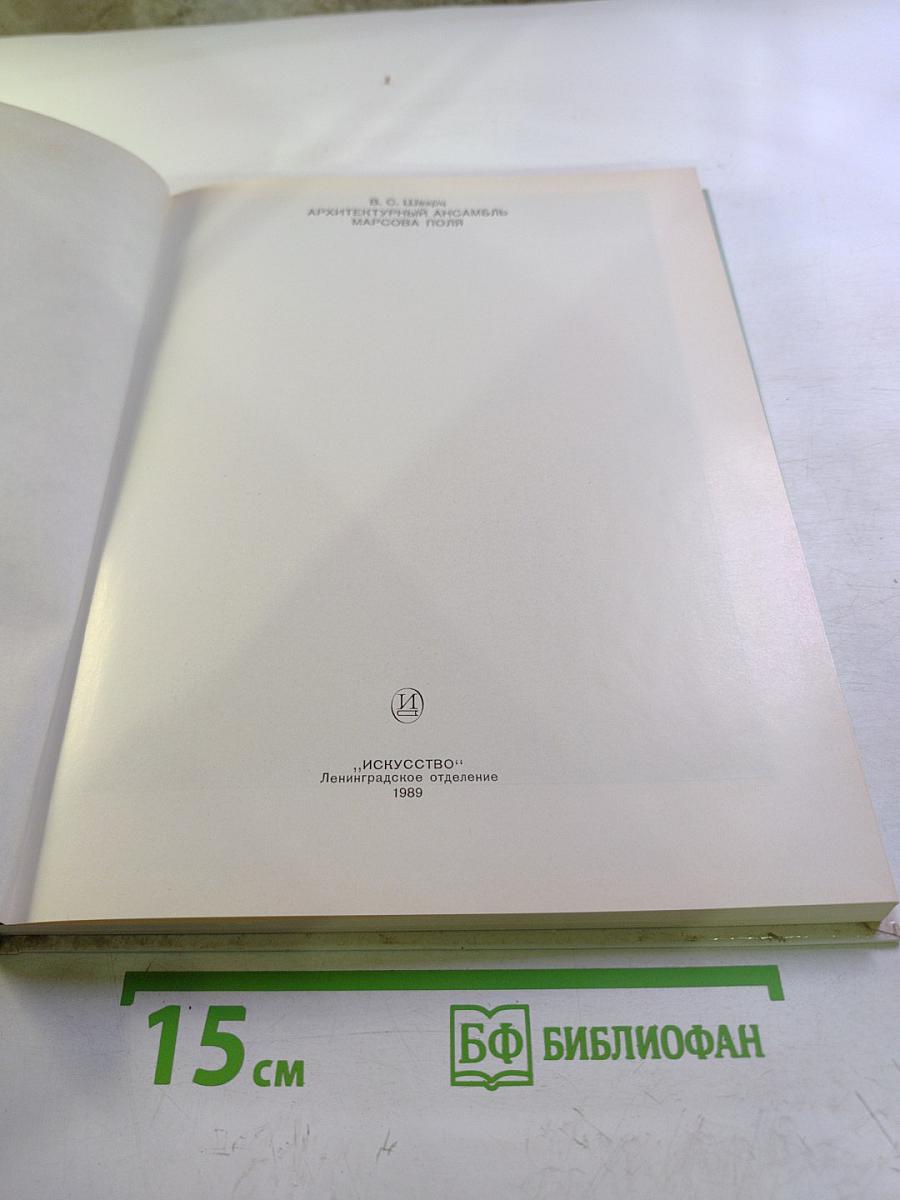 В. С. Шварц
АРХИТЕКТУРНЫЙ АНСАМБЛЬ
МАРСОВА ПОЛЯ
И
„ИСКУССТВО“
Ленинградское отделение
1989
15 см
БФ БИБЛИОФАН